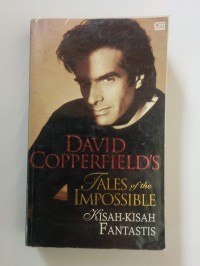 DAVID
COPPERFIELD'S
TALES of the
IMPOSSIBLE
KISAH-KISAH
FANTASTIS